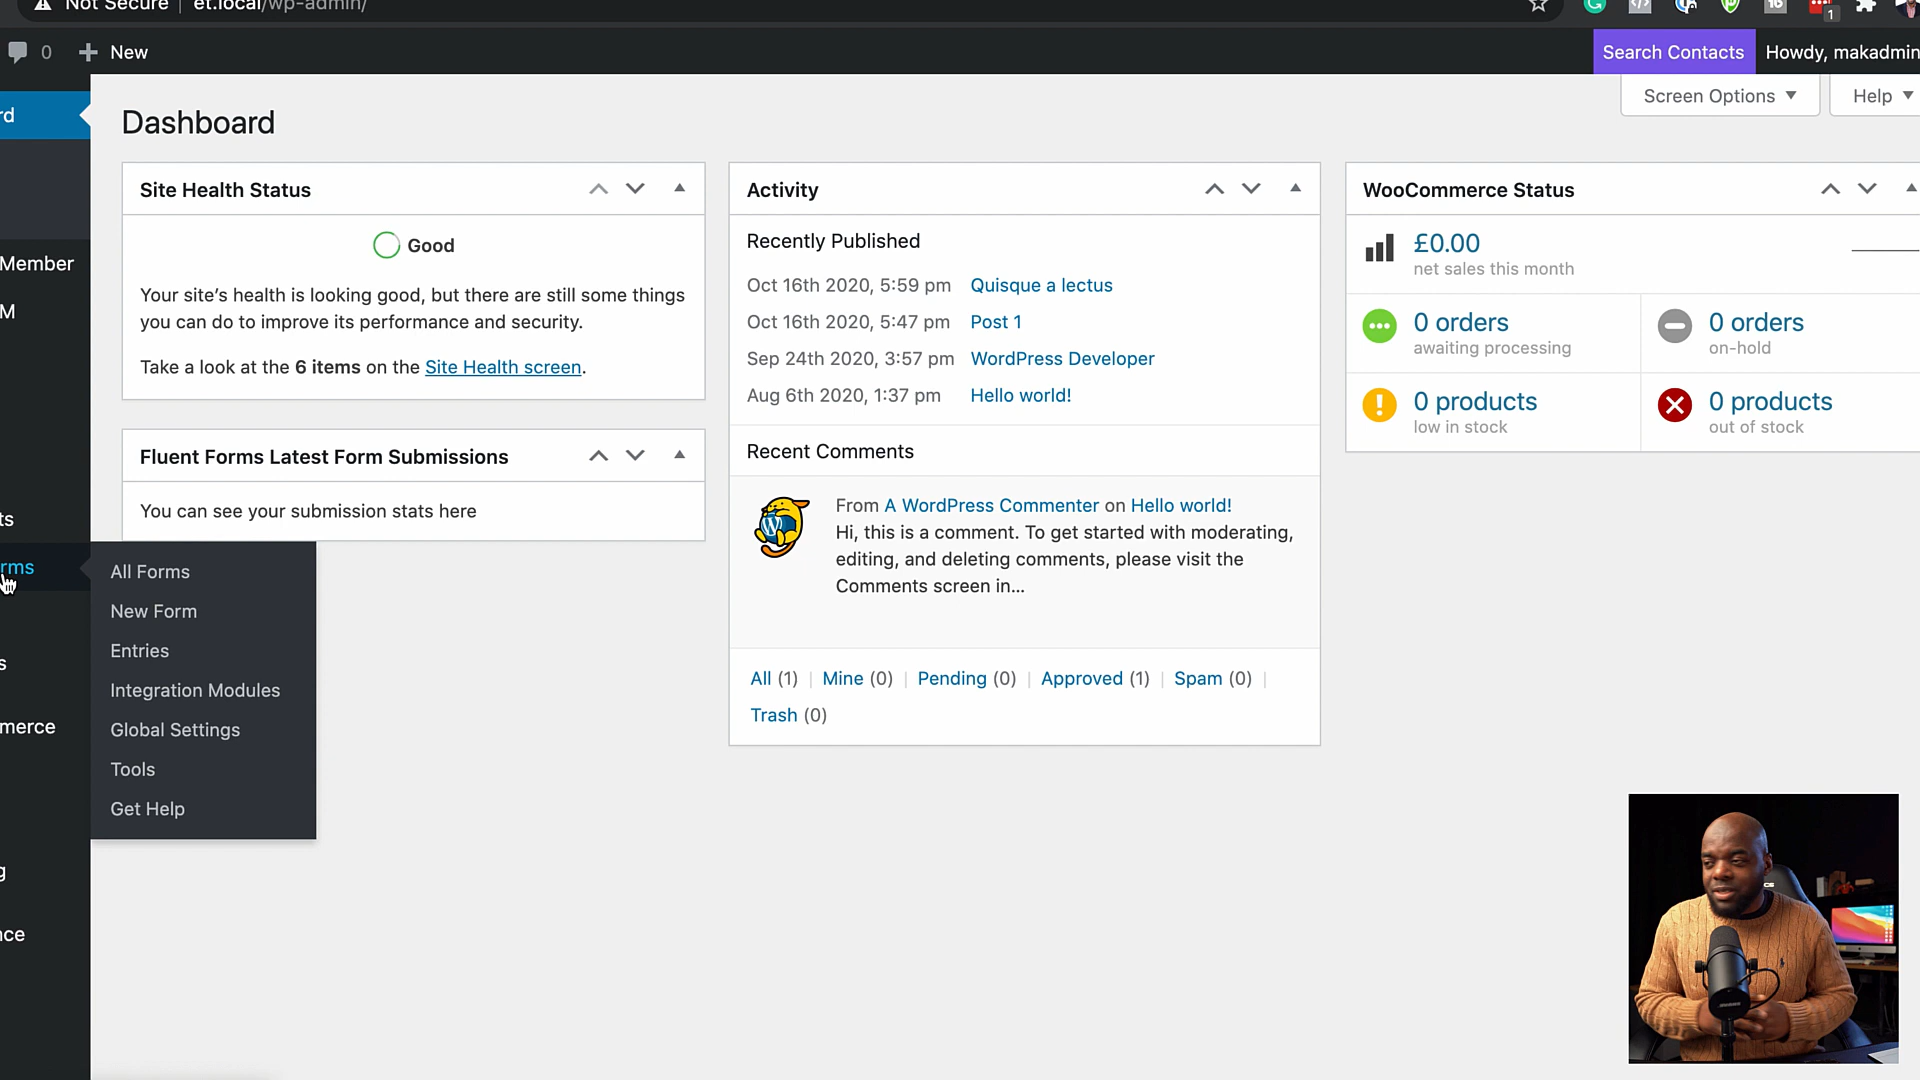 Not Secure | et.local/wp-admin/
1
0 + New
Search Contacts
Howdy, makadmin
Screen Options
Help
rd
Member
M
ts
rms
s
merce
g
nce
Dashboard
Site Health Status
Good
Your site’s health is looking good, but there are still some things
you can do to improve its performance and security.
Take a look at the 6 items on the Site Health screen.
Fluent Forms Latest Form Submissions
You can see your submission stats here
All Forms
New Form
Entries
Integration Modules
Global Settings
Tools
Get Help
Activity
Recently Published
Oct 16th 2020, 5:59 pm Quisque a lectus
Oct 16th 2020, 5:47 pm Post 1
Sep 24th 2020, 3:57 pm WordPress Developer
Aug 6th 2020, 1:37 pm Hello world!
Recent Comments
From A WordPress Commenter on Hello world!
Hi, this is a comment. To get started with moderating,
editing, and deleting comments, please visit the
Comments screen in…
All (1) | Mine (0) | Pending (0) | Approved (1) | Spam (0) |
Trash (0)
WooCommerce Status
£0.00
net sales this month
0 orders
awaiting processing
0 orders
on-hold
0 products
low in stock
0 products
out of stock